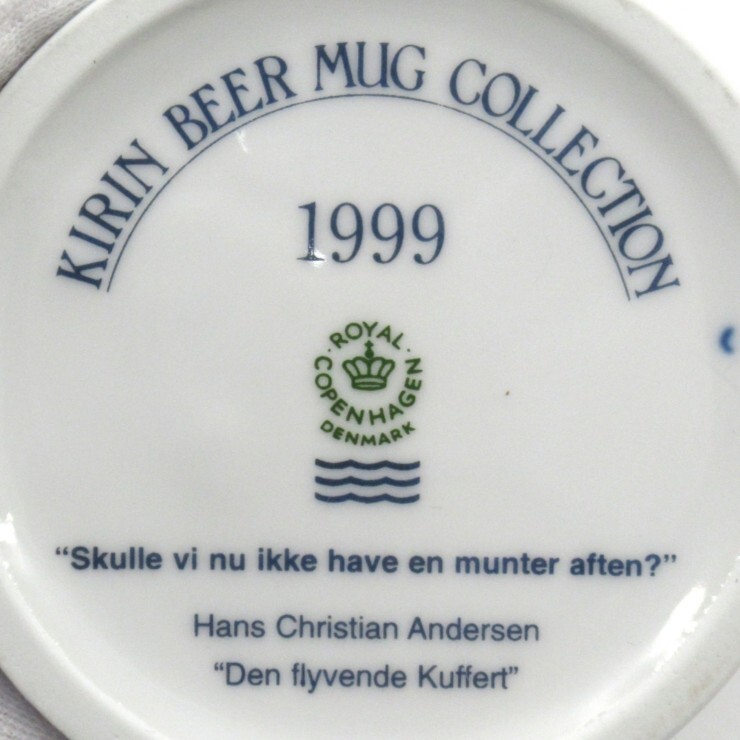 KIRIN BEER MUG COLLECTION
1999
ROYAL
COPENHAGEN
DENMARK
“Skulle vi nu ikke have en munter aften?”
Hans Christian Andersen
“Den flyvende Kuffert”